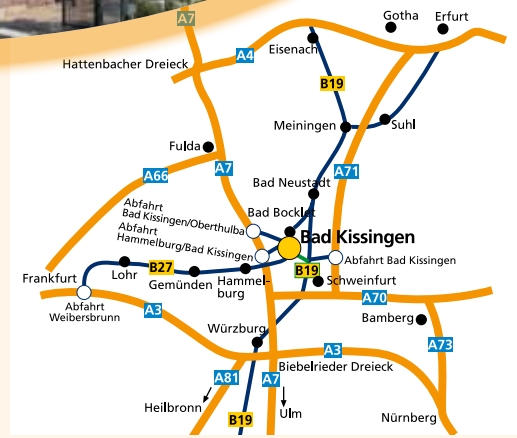 A7
Gotha
Erfurt
Eisenach
A4
Hattenbacher Dreieck
B19
Meiningen
Suhl
Fulda
A7
A66
A71
Bad Neustadt
Abfahrt
Bad Kissingen/Oberthulba
Bad Bocklet
Abfahrt
Hammelburg/Bad Kissingen
Bad Kissingen
Abfahrt Bad Kissingen
Frankfurt
Lohr
B27
Gemünden
Hammel-
burg
B19
Schweinfurt
A70
Abfahrt
Weibersbrunn
A3
Bamberg
Würzburg
A73
A3
Biebelrieder Dreieck
A81
A7
Heilbronn
B19
Ulm
Nürnberg